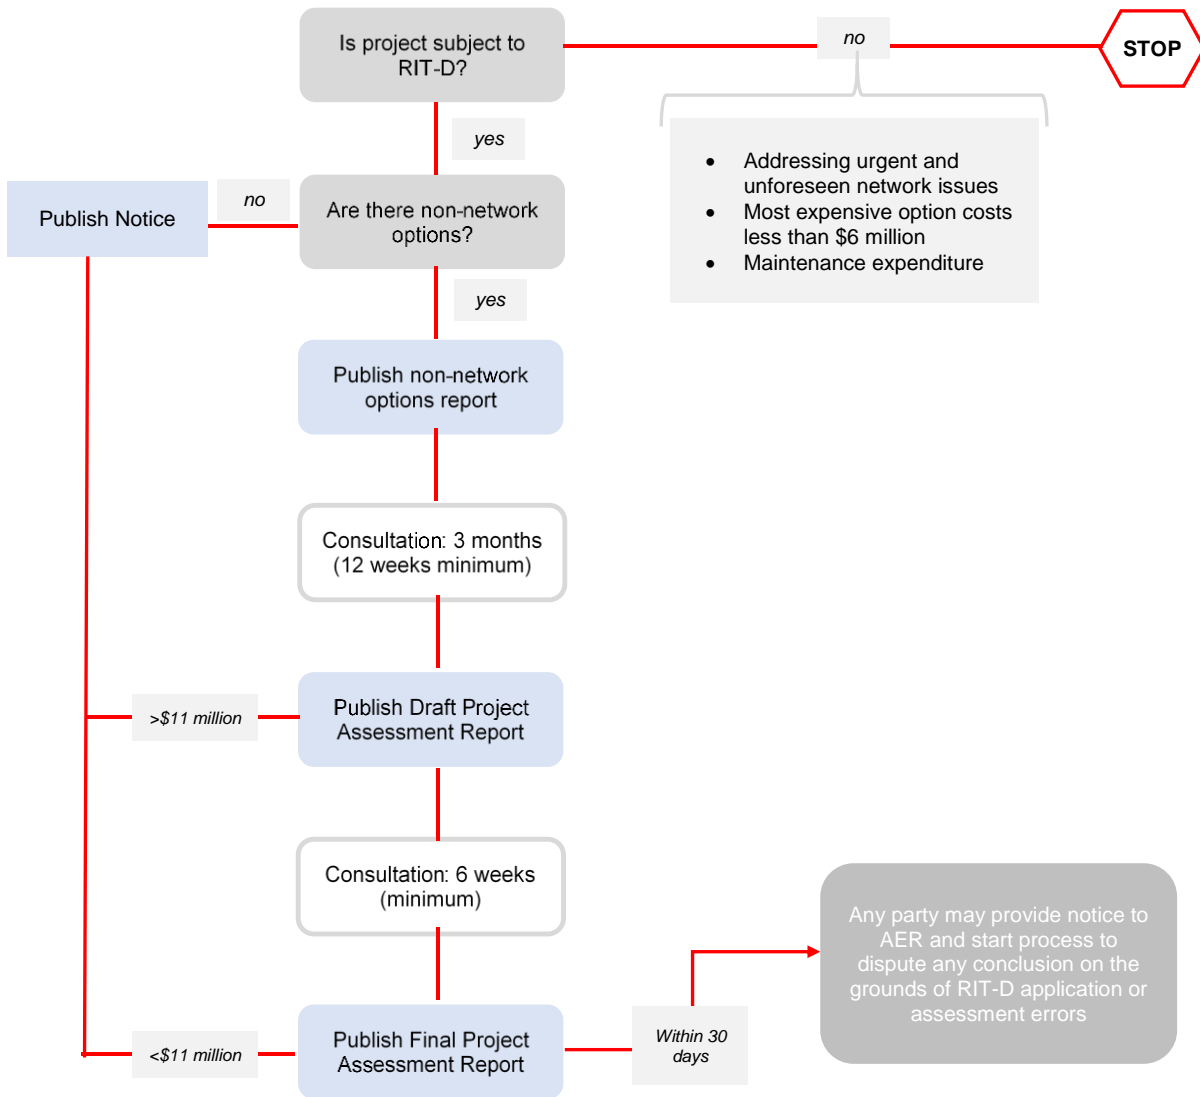 Is project subject to
RIT-D?
no
STOP
yes
• Addressing urgent and
unforeseen network issues
• Most expensive option costs
less than $6 million
• Maintenance expenditure
Publish Notice
no
Are there non-network
options?
yes
Publish non-network
options report
Consultation: 3 months
(12 weeks minimum)
>$11 million
Publish Draft Project
Assessment Report
Consultation: 6 weeks
(minimum)
Any party may provide notice to
AER and start process to
dispute any conclusion on the
grounds of RIT-D application or
assessment errors
<$11 million
Publish Final Project
Assessment Report
Within 30
days